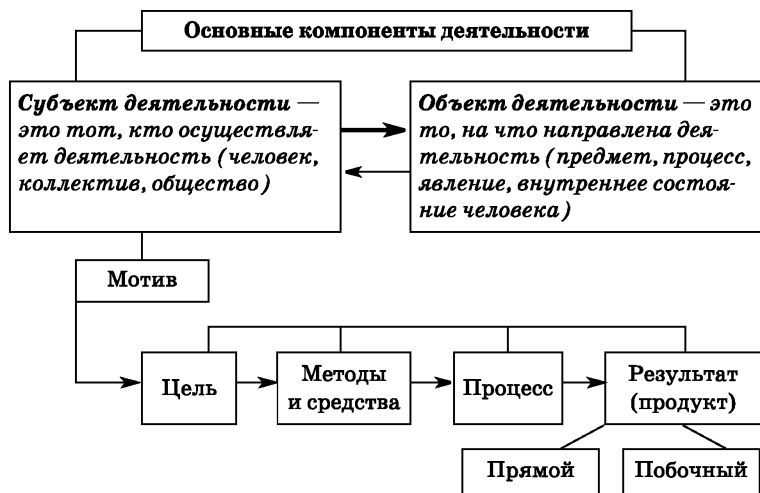 Основные компоненты деятельности
Субъект деятельности —
это тот, кто осуществля-
ет деятельность (человек,
коллектив, общество)
Объект деятельности — это
то, на что направлена дея-
тельность (предмет, процесс,
явление, внутреннее состоя-
ние человека)
Мотив
Цель
Методы
и средства
Процесс
Результат
(продукт)
Прямой
Побочный